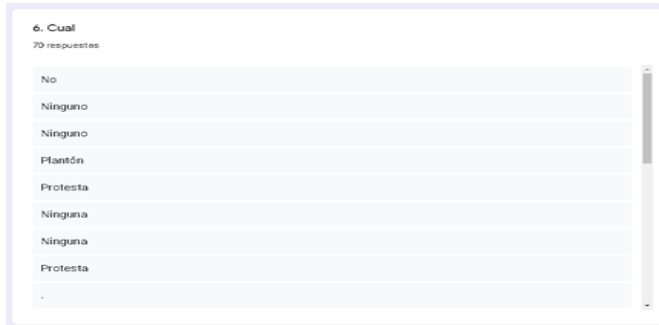 6. Cual
70 respuestas
No
Ninguno
Ninguno
Plantón
Protesta
Ninguna
Ninguna
Protesta
.